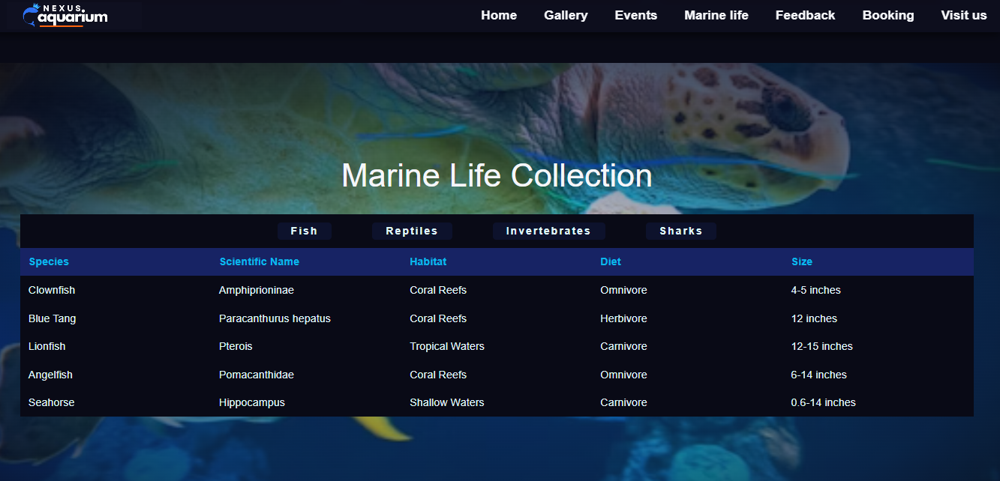 NEXUS.
aquarium
Home Gallery Events Marine life Feedback Booking Visit us
Marine Life Collection
Fish Reptiles Invertebrates Sharks
Species Scientific Name Habitat Diet Size
Clownfish Amphiprioninae Coral Reefs Omnivore 4-5 inches
Blue Tang Paracanthurus hepatus Coral Reefs Herbivore 12 inches
Lionfish Pterois Tropical Waters Carnivore 12-15 inches
Angelfish Pomacanthidae Coral Reefs Omnivore 6-14 inches
Seahorse Hippocampus Shallow Waters Carnivore 0.6-14 inches